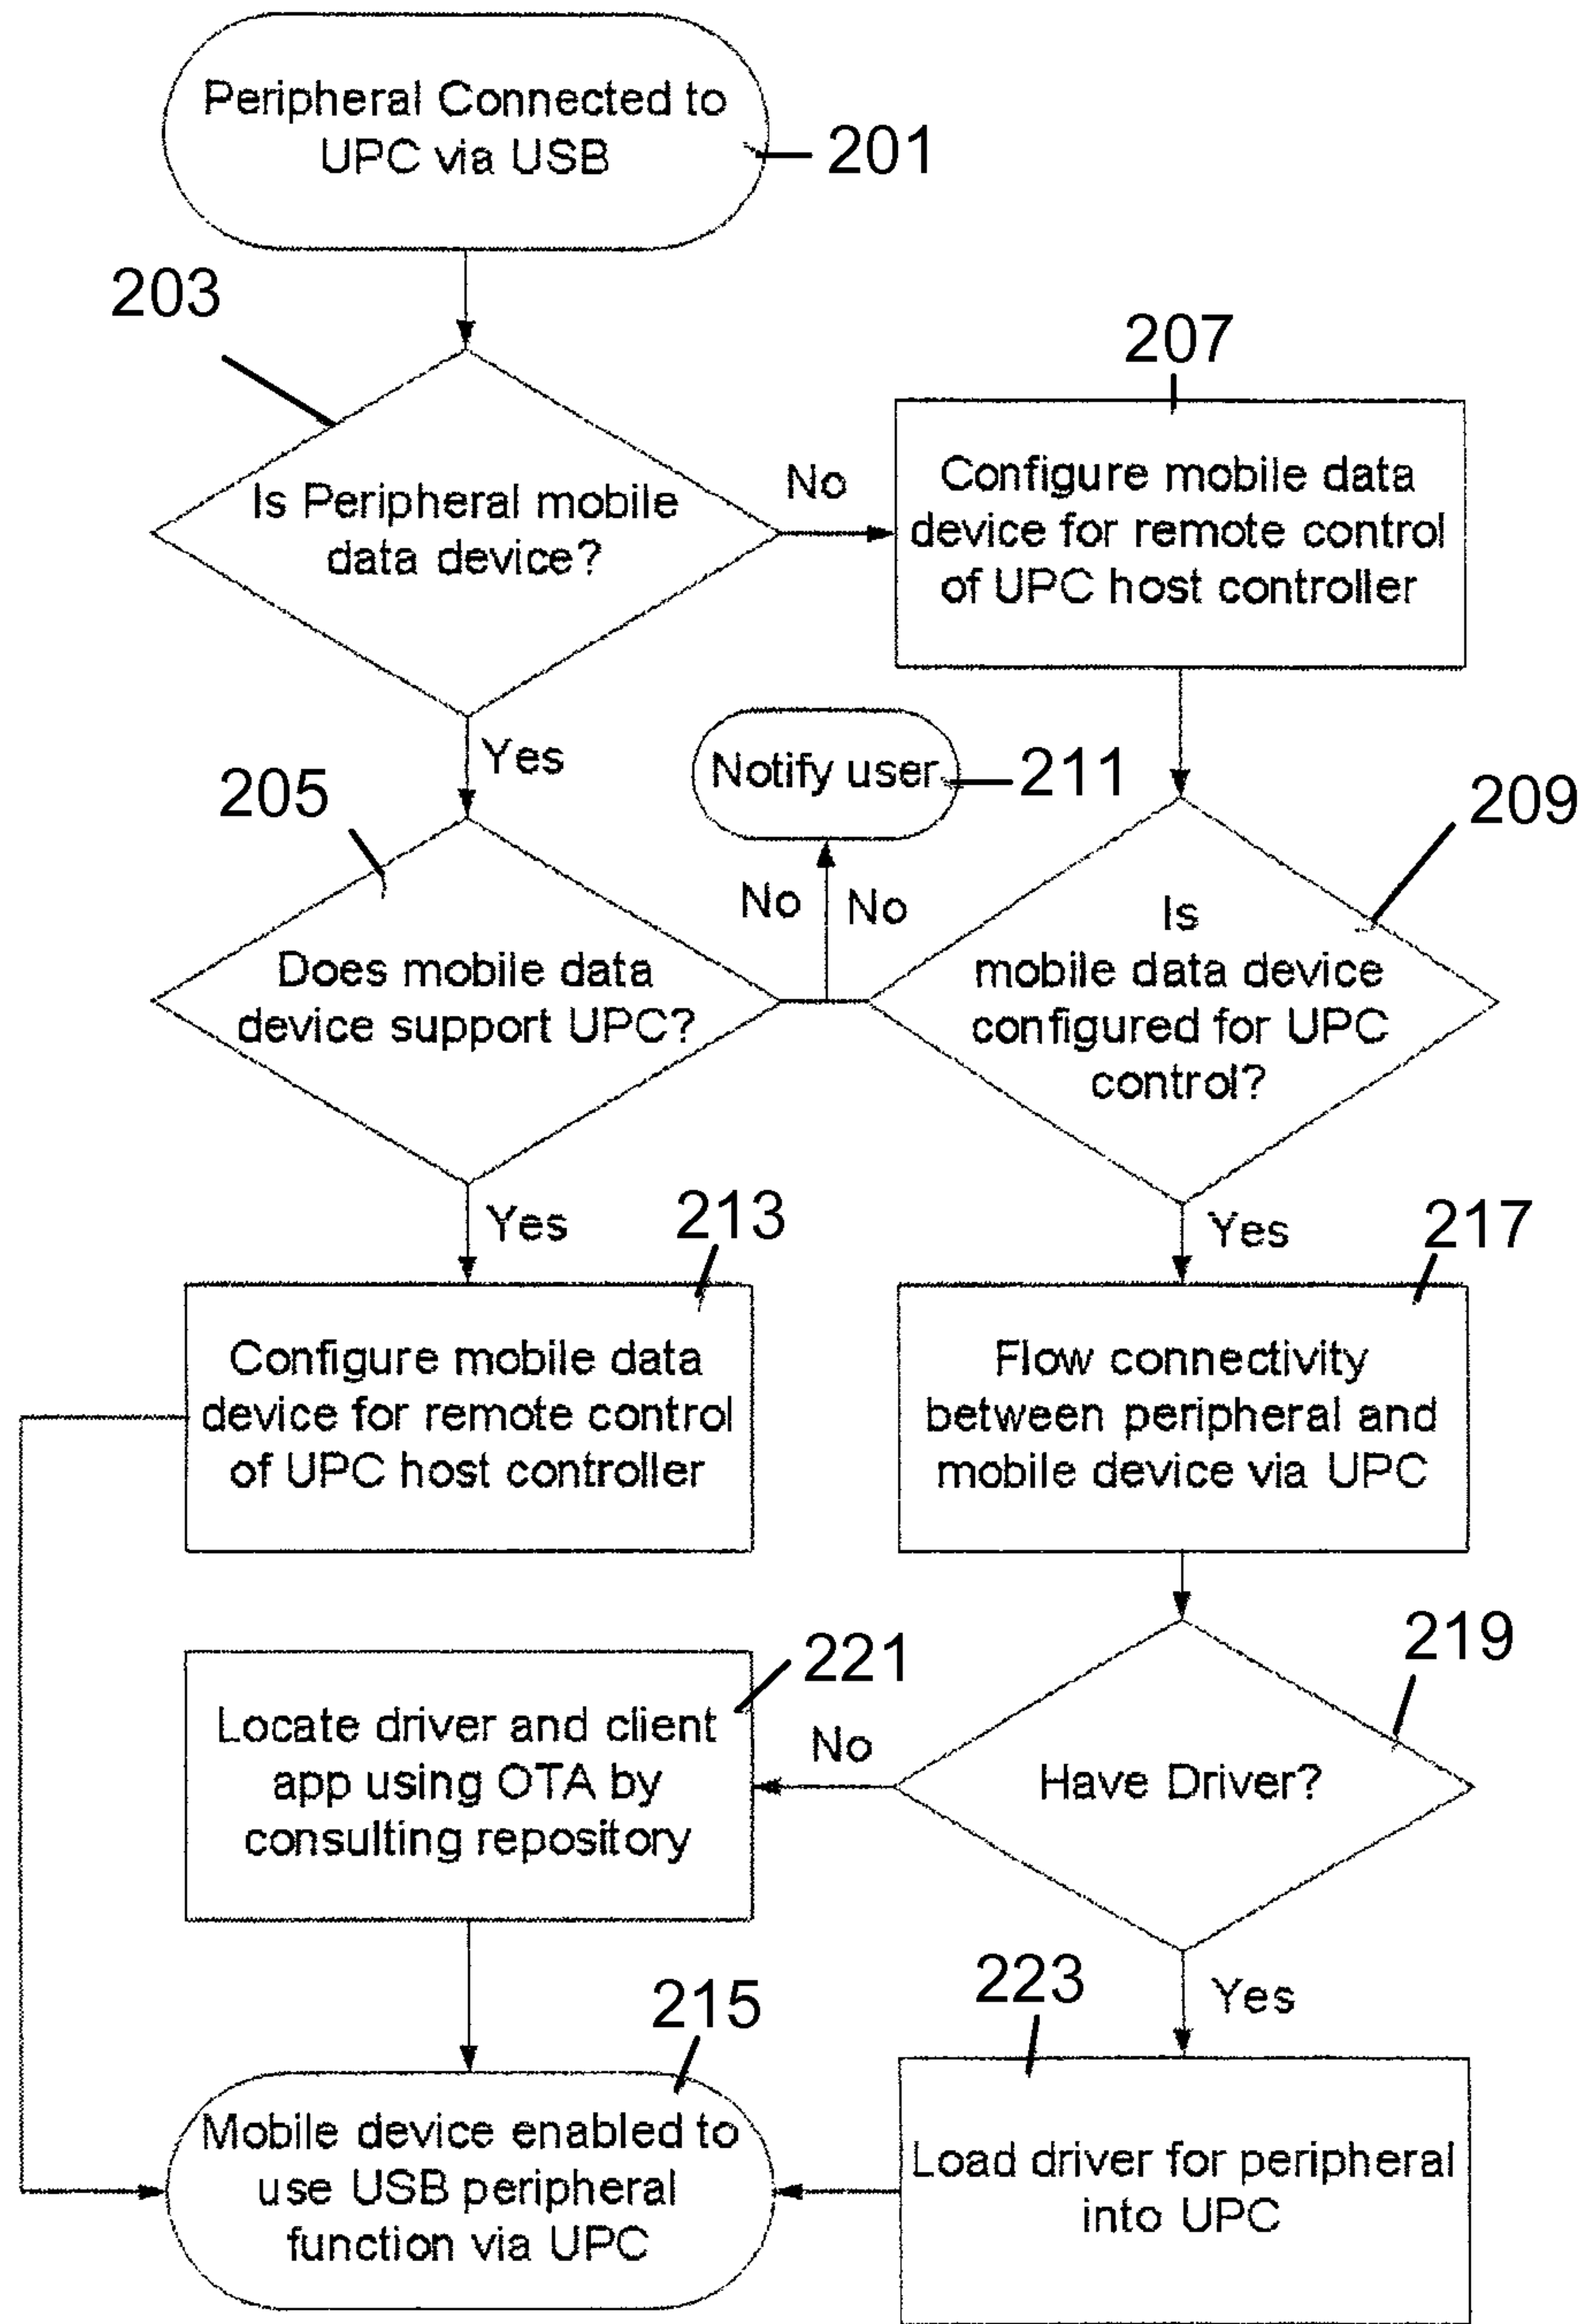 Peripheral Connected to
UPC via USB
201
203
Is Peripheral mobile
data device?
No
207
Configure mobile data
device for remote control
of UPC host controller
Yes
205
Notify user
211
209
Does mobile data
device support UPC?
No
No
Is
mobile data device
configured for UPC
control?
Yes
213
Yes
217
Configure mobile data
device for remote control
of UPC host controller
Flow connectivity
between peripheral and
mobile device via UPC
221
219
Locate driver and client
app using OTA by
consulting repository
No
Have Driver?
215
223
Yes
Mobile device enabled to
use USB peripheral
function via UPC
Load driver for peripheral
into UPC